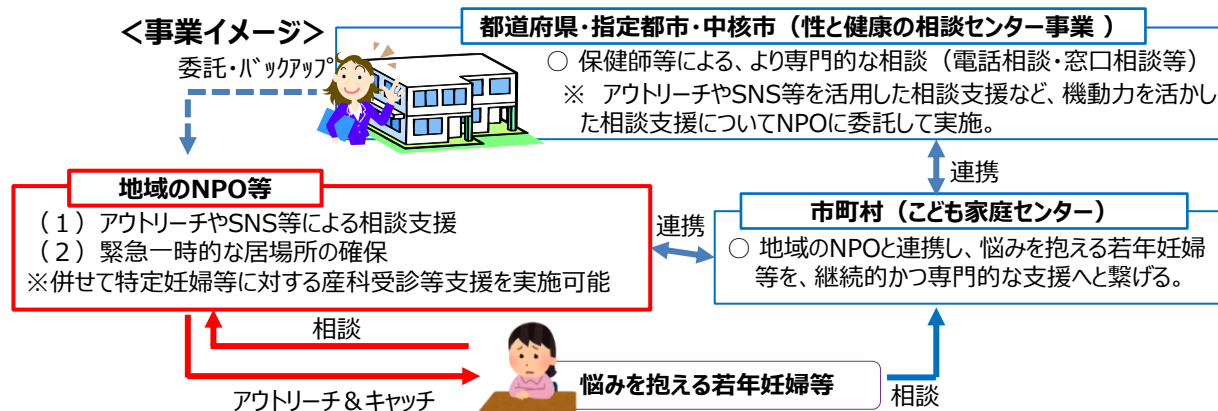 <事業イメージ>
委託・バックアップ
都道府県・指定都市・中核市（性と健康の相談センター事業 ）
○ 保健師等による、より専門的な相談（電話相談・窓口相談等）
※ アウトリーチやSNS等を活用した相談支援など、機動力を活かし
た相談支援についてNPOに委託して実施。
連携
地域のNPO等
（１）アウトリーチやSNS等による相談支援
（２）緊急一時的な居場所の確保
※併せて特定妊婦等に対する産科受診等支援を実施可能
連携
市町村（こども家庭センター）
○ 地域のNPOと連携し、悩みを抱える若年妊婦
等を、継続的かつ専門的な支援へと繋げる。
相談
アウトリーチ＆キャッチ
悩みを抱える若年妊婦等
相談